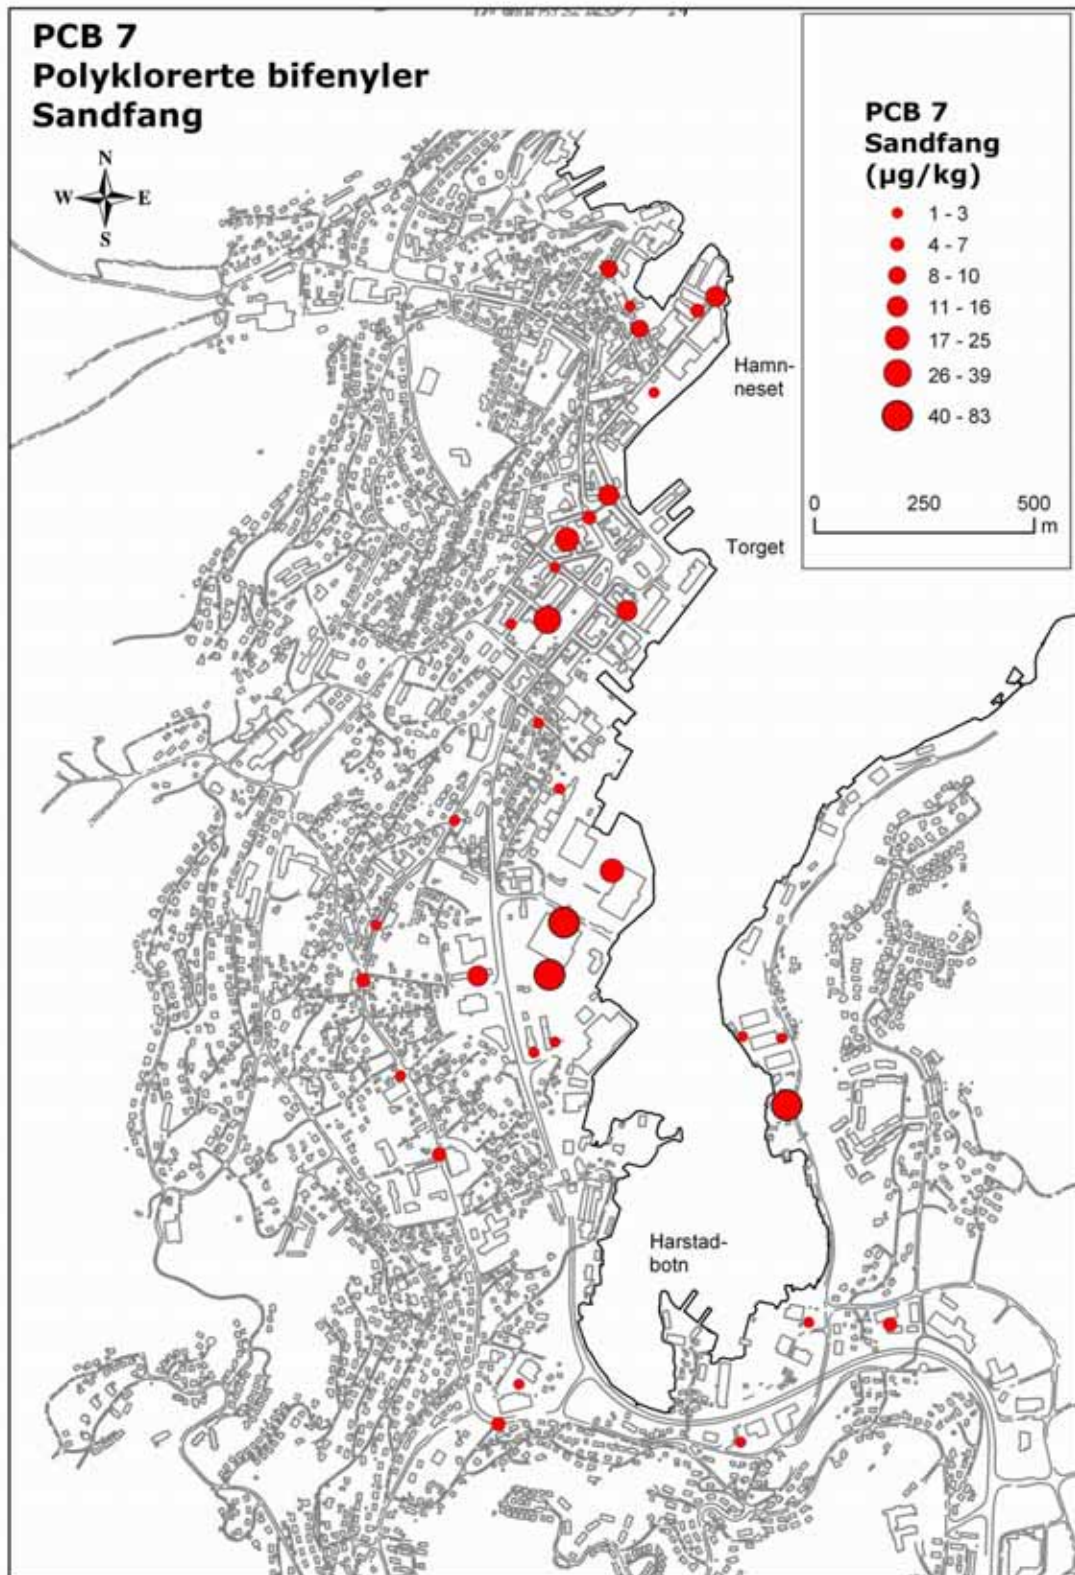 PCB 7
Polyklorerte bifenyler
Sandfang
N
W E
S
PCB 7
Sandfang
(µg/kg)
1 - 3
4 - 7
8 - 10
11 - 16
17 - 25
26 - 39
40 - 83
0 250 500
m
Hamn-
neset
Torget
Harstad-
botn